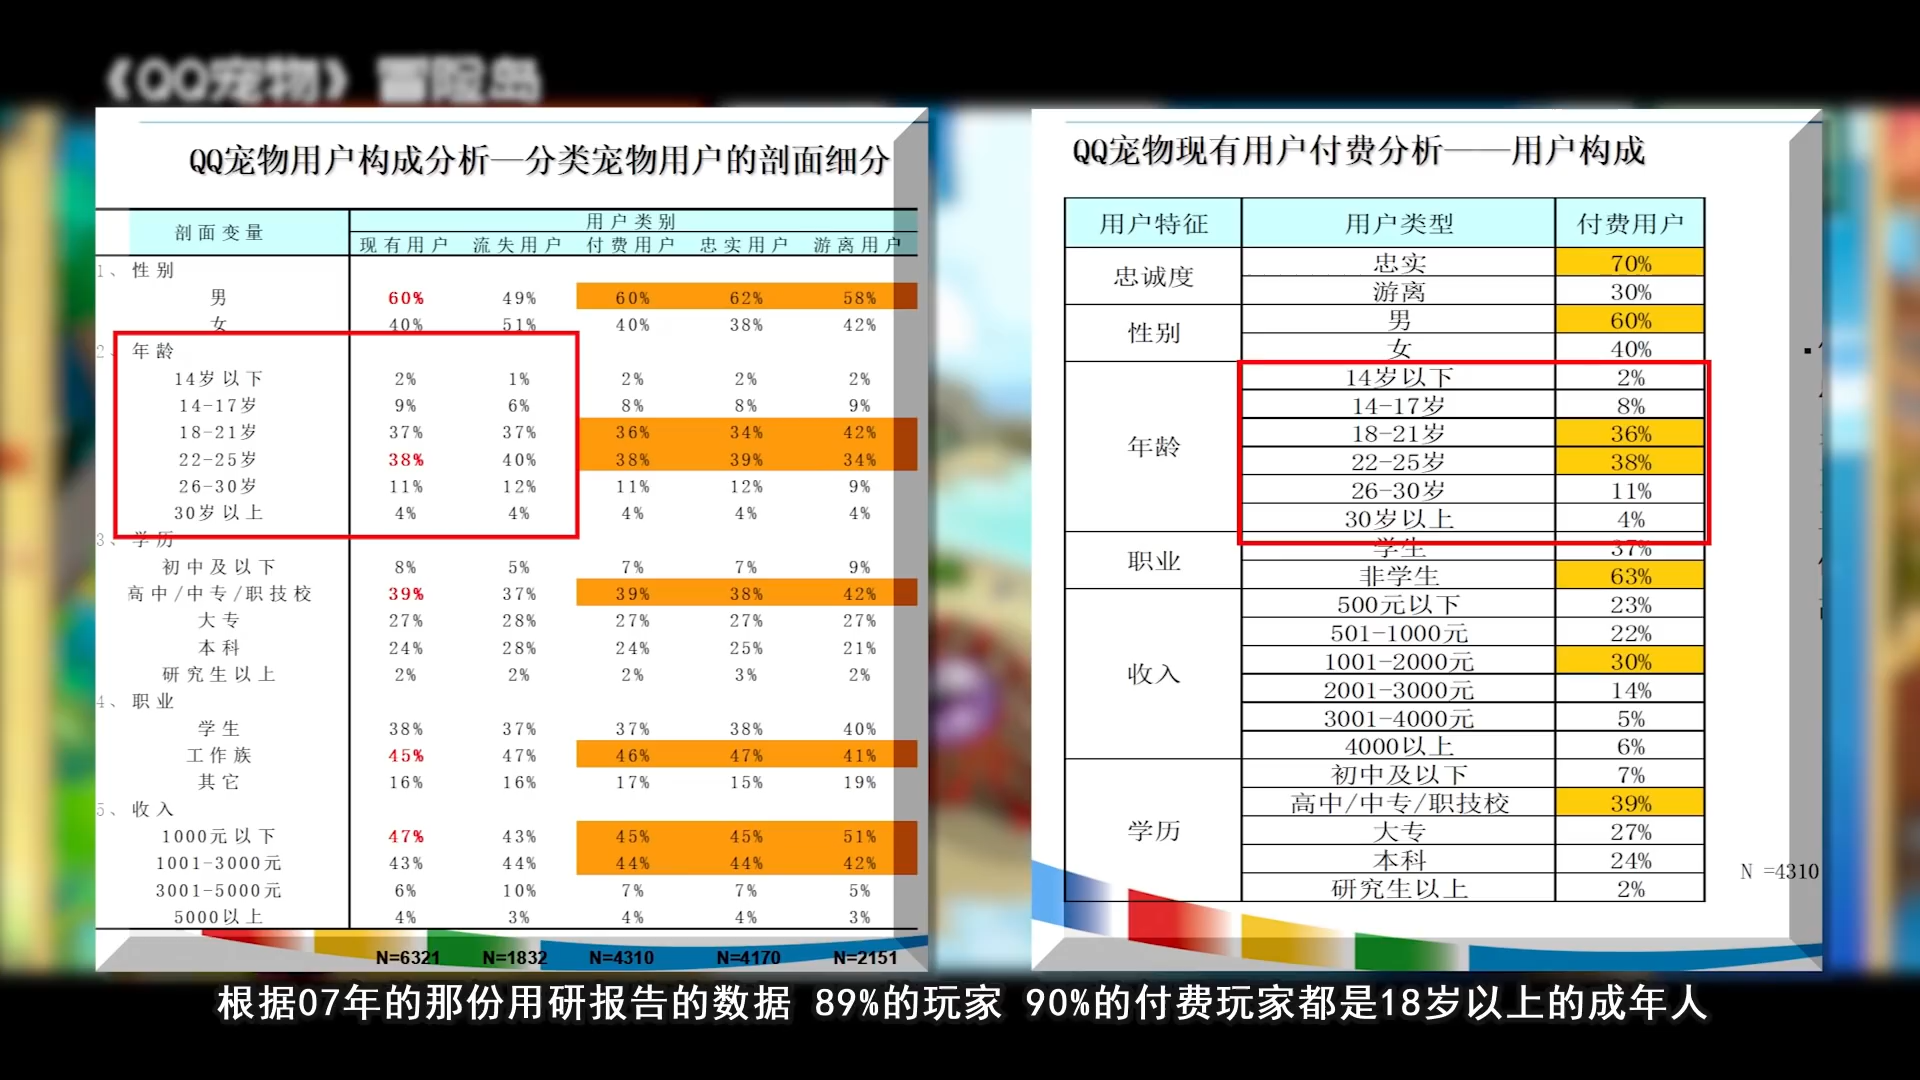 《QQ宠物》冒险岛
QQ宠物用户构成分析—分类宠物用户的剖面细分
剖面变量 用户类别
现有用户 流失用户 付费用户 忠实用户 游离用户
1、性别
男 60% 49% 60% 62% 58%
女 40% 51% 40% 38% 42%
2、年龄
14岁以下 2% 1% 2% 2% 2%
14-17岁 9% 6% 8% 8% 9%
18-21岁 37% 37% 36% 34% 42%
22-25岁 38% 40% 38% 39% 34%
26-30岁 11% 12% 11% 12% 9%
30岁以上 4% 4% 4% 4% 4%
3、学历
初中及以下 8% 5% 7% 7% 9%
高中/中专/职技校 39% 37% 39% 38% 42%
大专 27% 28% 27% 27% 27%
本科 24% 28% 24% 25% 21%
研究生以上 2% 2% 2% 3% 2%
4、职业
学生 38% 37% 37% 38% 40%
工作族 45% 47% 46% 47% 41%
其它 16% 16% 17% 15% 19%
5、收入
1000元以下 47% 43% 45% 45% 51%
1001-3000元 43% 44% 44% 44% 42%
3001-5000元 6% 10% 7% 7% 5%
5000以上 4% 3% 4% 4% 3%
N=6321 N=1832 N=4310 N=4170 N=2151
QQ宠物现有用户付费分析——用户构成
用户特征 用户类型 付费用户
忠诚度 忠实 70%
游离 30%
性别 男 60%
女 40%
年龄 14岁以下 2%
14-17岁 8%
18-21岁 36%
22-25岁 38%
26-30岁 11%
30岁以上 4%
职业 学生 37%
非学生 63%
收入 500元以下 23%
501-1000元 22%
1001-2000元 30%
2001-3000元 14%
3001-4000元 5%
4000以上 6%
学历 初中及以下 7%
高中/中专/职技校 39%
大专 27%
本科 24%
研究生以上 2%
N =4310
根据07年的那份用研报告的数据 89%的玩家 90%的付费玩家都是18岁以上的成年人